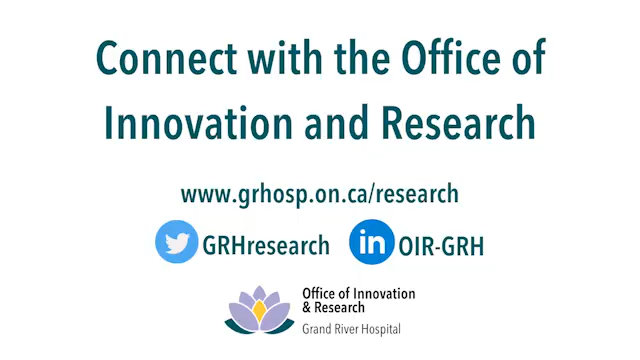 Connect with the Office of
Innovation and Research
www.grhosp.on.ca/research
GRHresearch
in OIR-GRH
Office of Innovation
& Research
Grand River Hospital